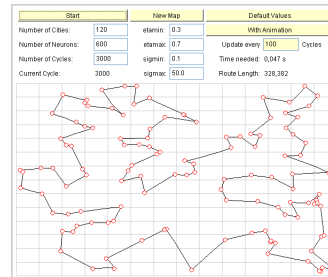 Start New Map Default Values
Number of Cities: 120 etamin: 0.3 With Animation
Number of Neurons: 600 etamax: 0.7 Update every 100 Cycles
Number of Cycles: 3000 sigmin: 0.1 Time needed: 0,047 s
Current Cycle: 3000 sigmax: 50.0 Route Length: 328,382